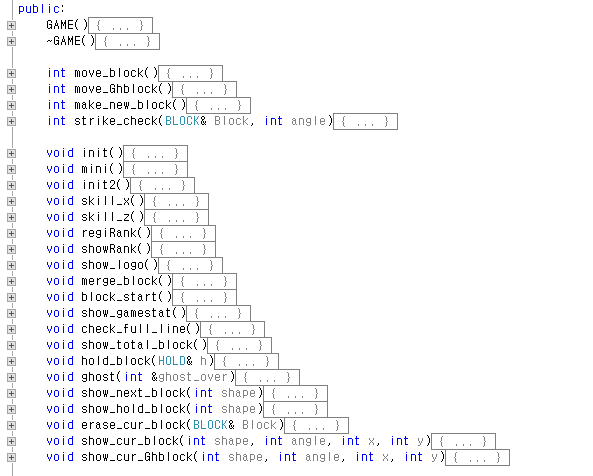 public:
GAME(){ ... }
~GAME(){ ... }
int move_block(){ ... }
int move_Ghblock(){ ... }
int make_new_block(){ ... }
int strike_check(BLOCK& Block, int angle){ ... }
void init(){ ... }
void mini(){ ... }
void init2(){ ... }
void skill_x(){ ... }
void skill_z(){ ... }
void regiRank(){ ... }
void showRank(){ ... }
void show_logo(){ ... }
void merge_block(){ ... }
void block_start(){ ... }
void show_gamestat(){ ... }
void check_full_line(){ ... }
void show_total_block(){ ... }
void hold_block(HOLD& h){ ... }
void ghost(int &ghost_over){ ... }
void show_next_block(int shape){ ... }
void show_hold_block(int shape){ ... }
void erase_cur_block(BLOCK& Block){ ... }
void show_cur_block(int shape, int angle, int x, int y){ ... }
void show_cur_Ghblock(int shape, int angle, int x, int y){ ... }